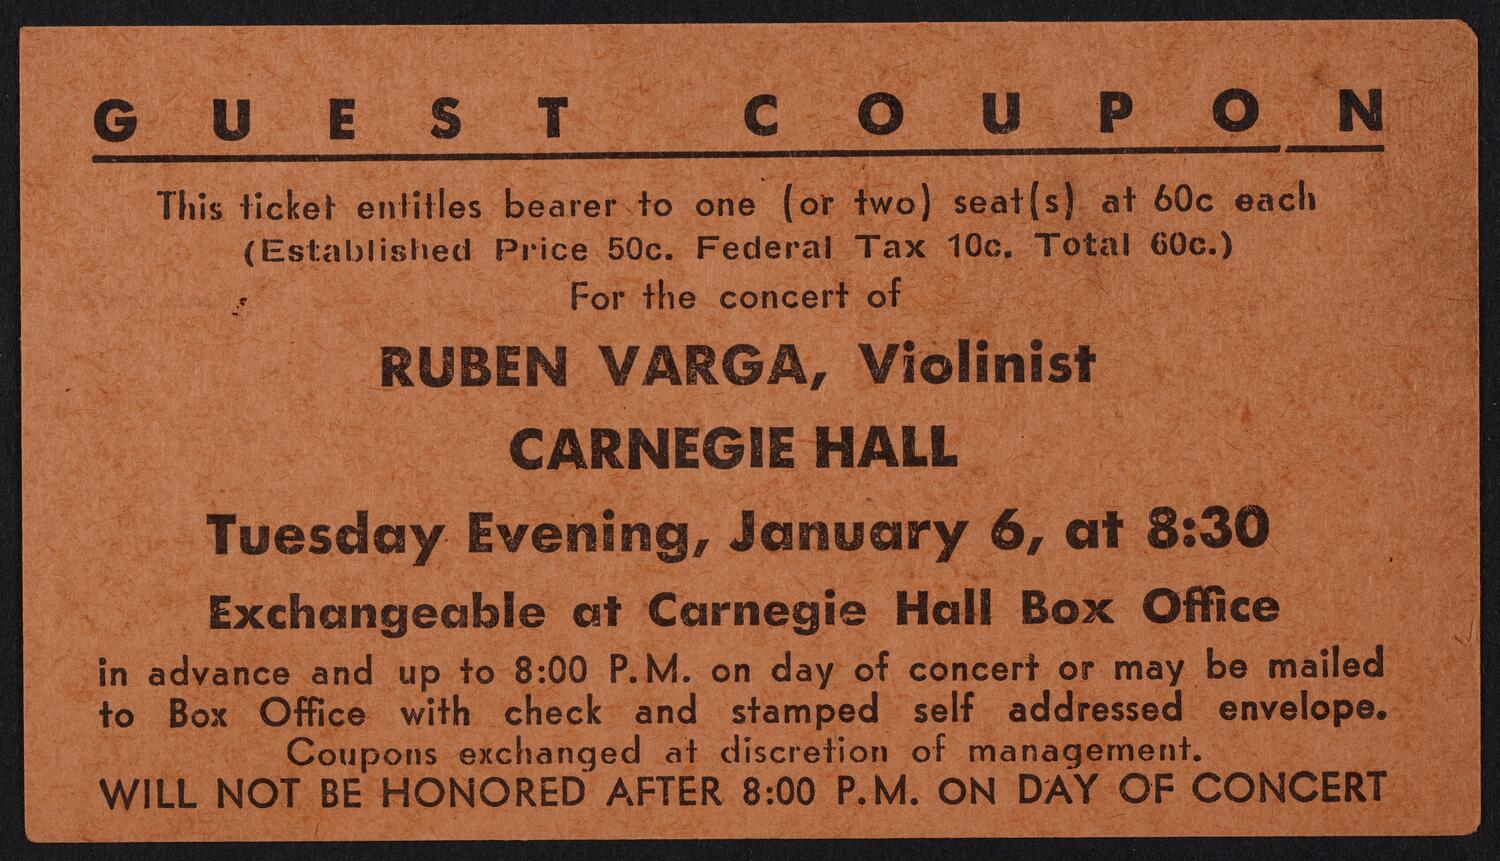 GUEST COUPON
This ticket entitles bearer to one (or two) seat(s) at 60c each
(Established Price 50c. Federal Tax 10c. Total 60c.)
For the concert of
RUBEN VARGA, Violinist
CARNEGIE HALL
Tuesday Evening, January 6, at 8:30
Exchangeable at Carnegie Hall Box Office
in advance and up to 8:00 P.M. on day of concert or may be mailed
to Box Office with check and stamped self addressed envelope.
Coupons exchanged at discretion of management.
WILL NOT BE HONORED AFTER 8:00 P.M. ON DAY OF CONCERT